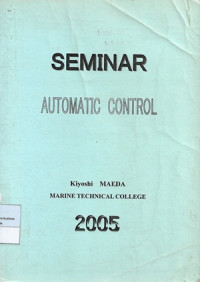 SEMINAR
AUTOMATIC CONTROL
Kiyoshi MAEDA
MARINE TECHNICAL COLLEGE
2005